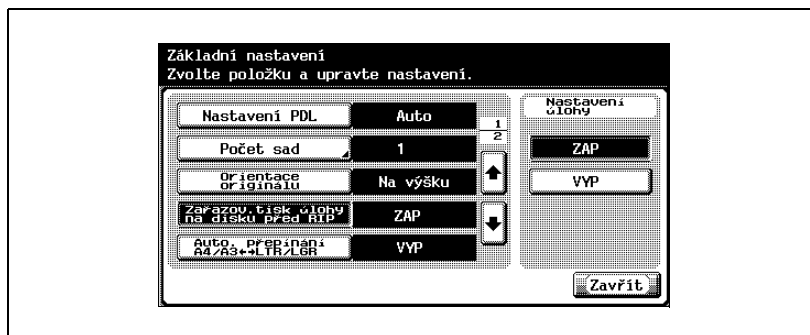 Základní nastavení
Zvolte položku a upravte nastavení.
Nastavení PDL
Auto
Počet sad
1
Orientace
originálu
Na výšku
Zařazov.tisk úlohy
na disku před RIP
ZAP
Auto. přepínání
A4/A3↔LTR/LGR
VYP
1
2
Nastavení
úlohy
ZAP
VYP
Zavřít